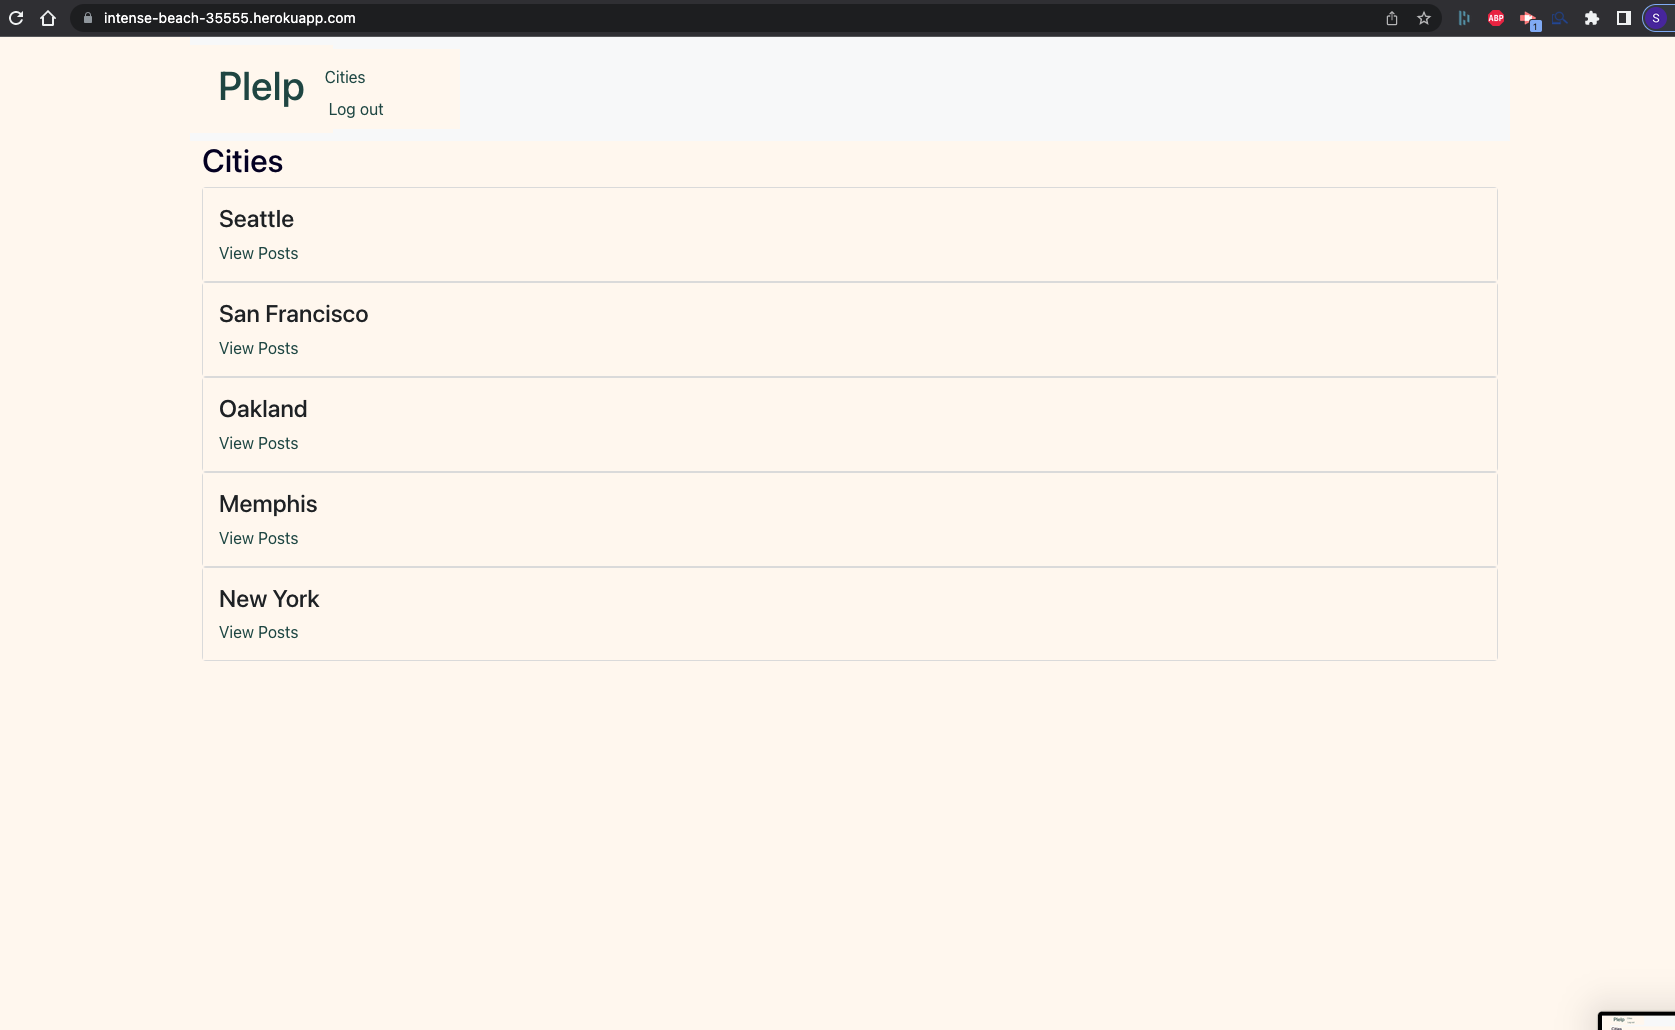 intense-beach-35555.herokuapp.com
ABP
1
S
Plelp
Cities
Log out
Cities
Seattle
View Posts
San Francisco
View Posts
Oakland
View Posts
Memphis
View Posts
New York
View Posts
Plelp